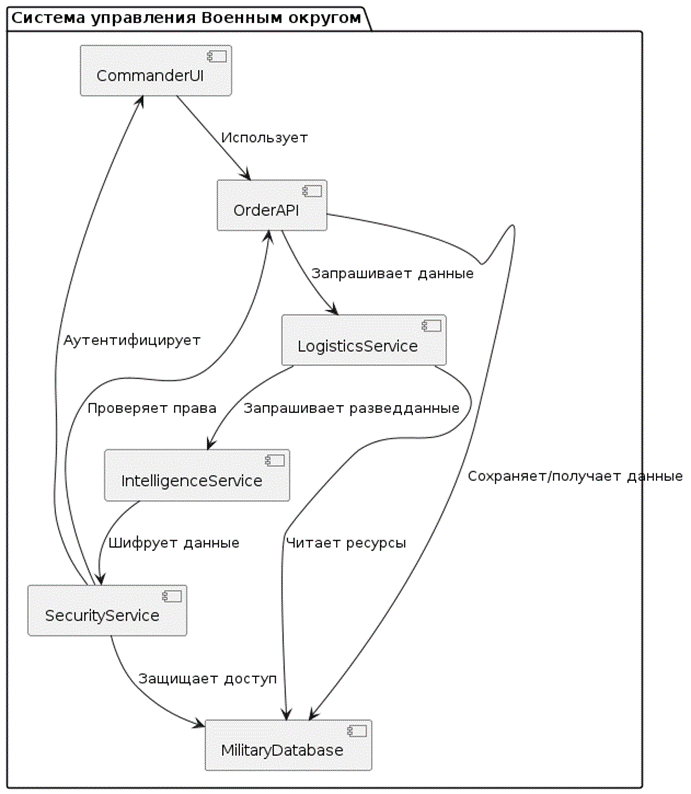 Система управления Военным округом
CommanderUI
Использует
OrderAPI
Запрашивает данные
LogisticsService
Аутентифицирует
Проверяет права
Запрашивает разведданные
IntelligenceService
Сохраняет/получает данные
Шифрует данные
Читает ресурсы
SecurityService
Защищает доступ
MilitaryDatabase